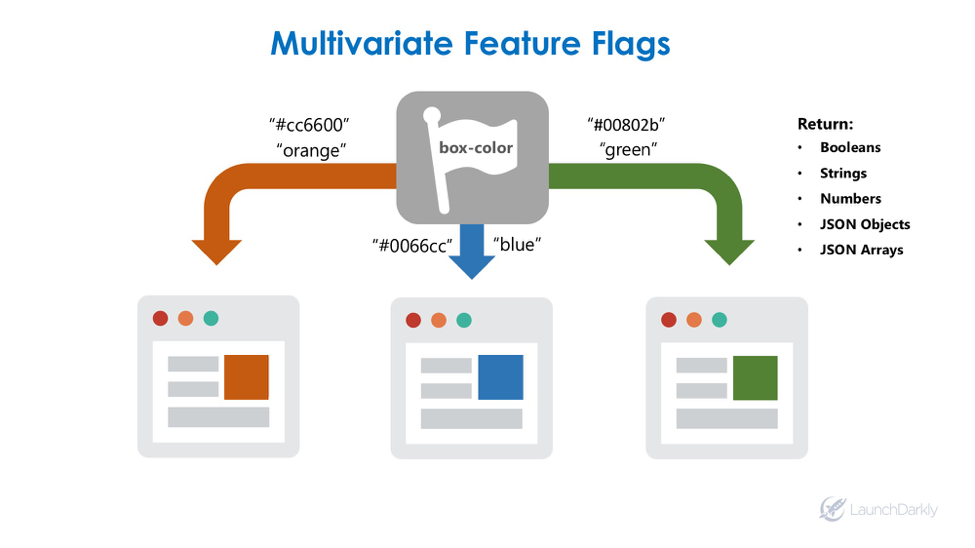 Multivariate Feature Flags
“#cc6600”
“orange”
box-color
“#00802b”
“green”
“#0066cc”
“blue”
Return:
• Booleans
• Strings
• Numbers
• JSON Objects
• JSON Arrays
LaunchDarkly